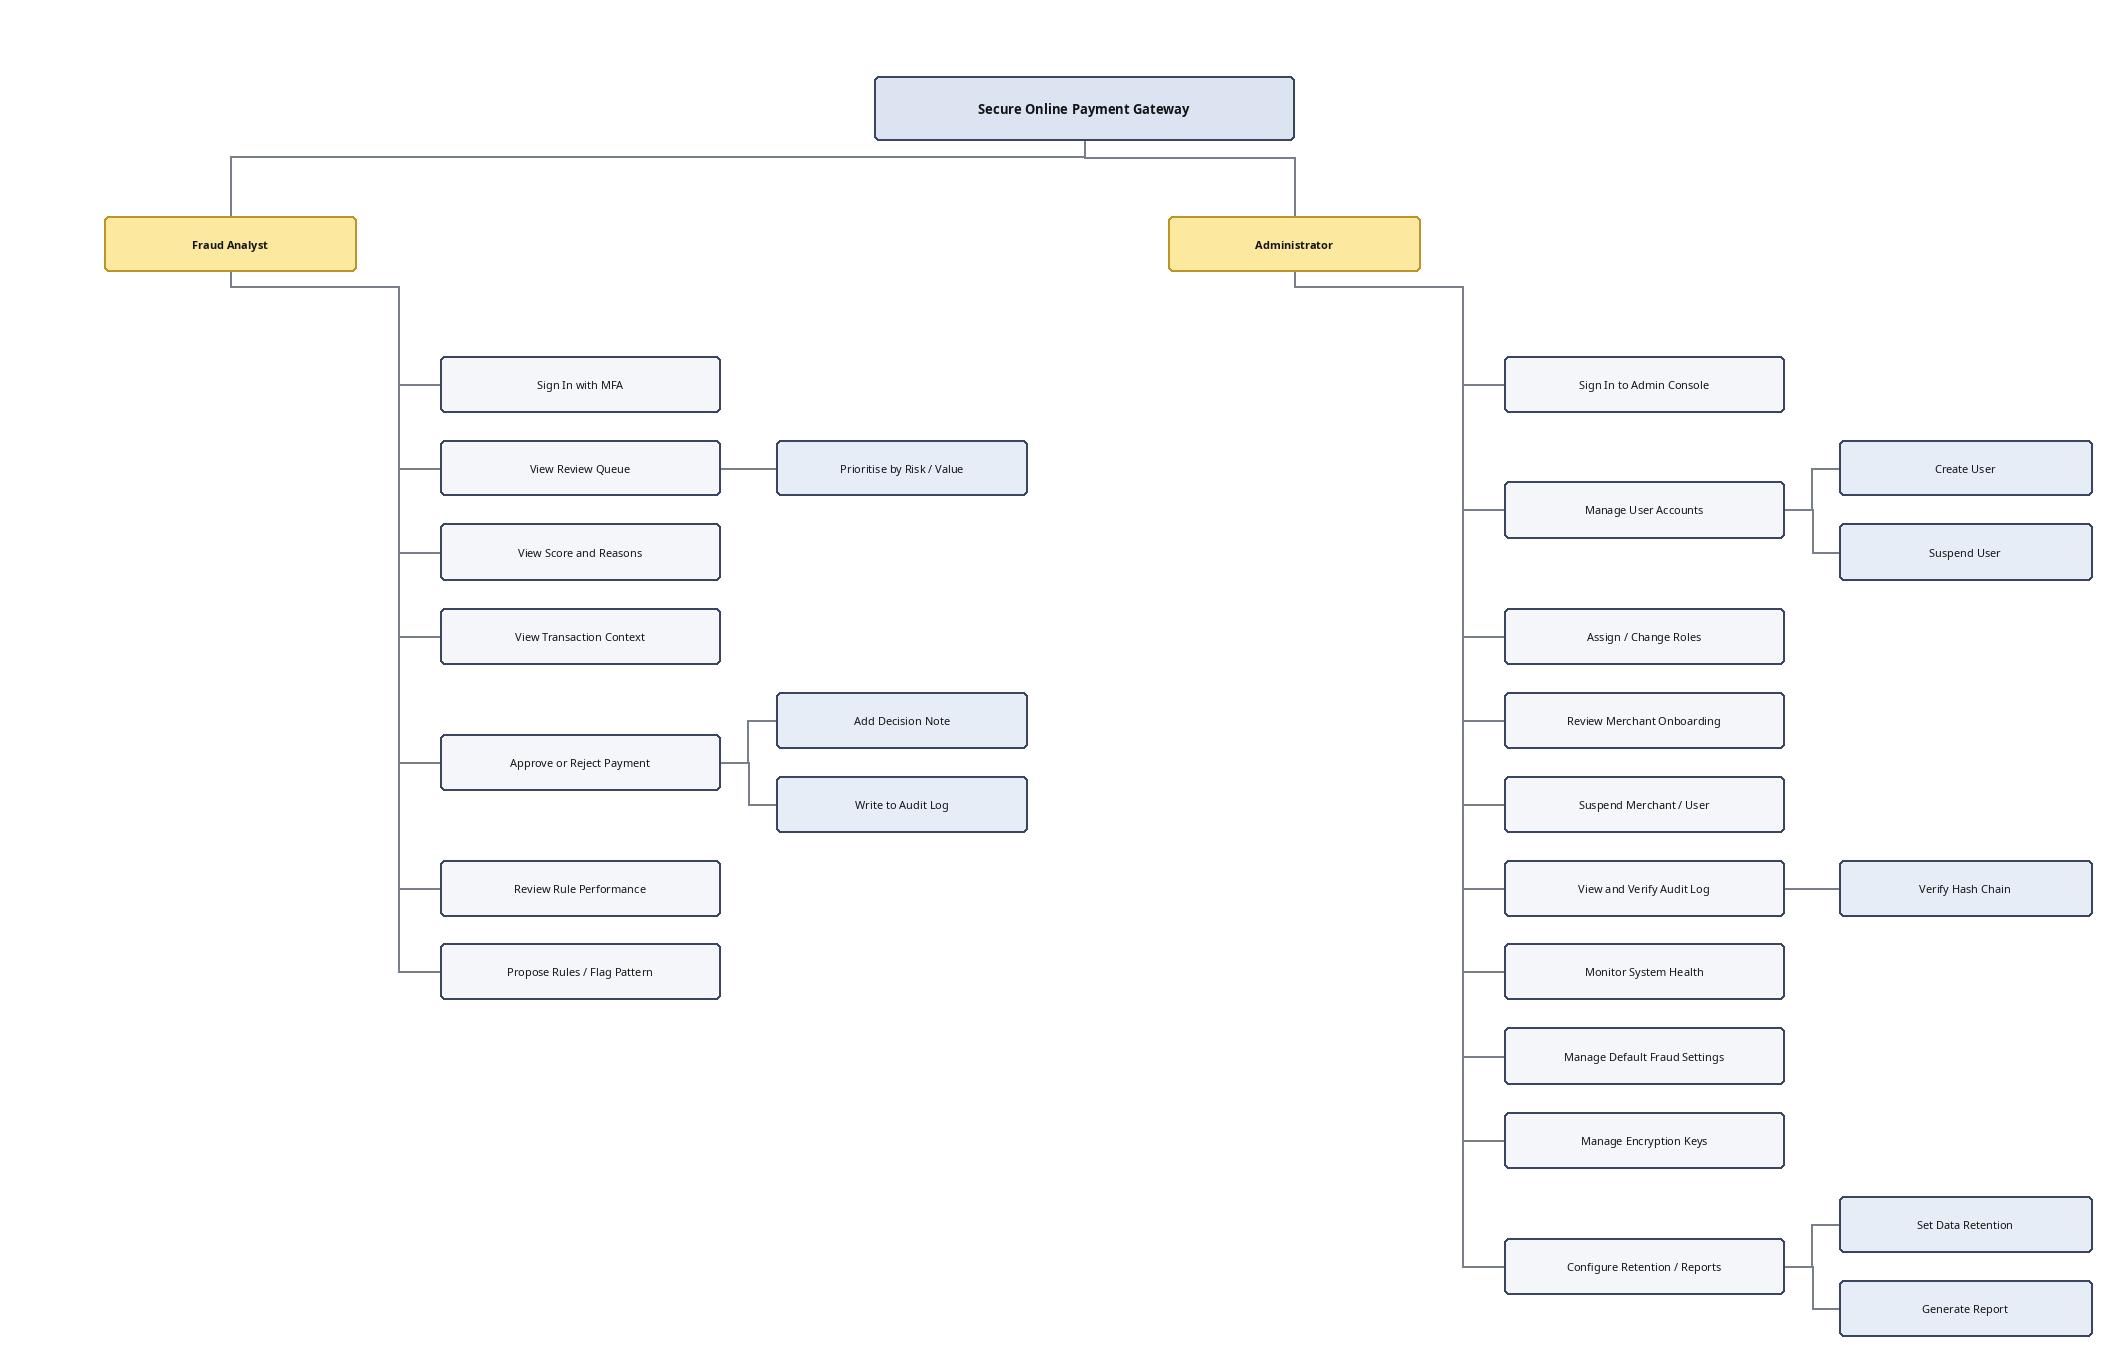 Secure Online Payment Gateway
Fraud Analyst
Sign In with MFA
View Review Queue
Prioritise by Risk / Value
View Score and Reasons
View Transaction Context
Approve or Reject Payment
Add Decision Note
Write to Audit Log
Review Rule Performance
Propose Rules / Flag Pattern
Administrator
Sign In to Admin Console
Manage User Accounts
Create User
Suspend User
Assign / Change Roles
Review Merchant Onboarding
Suspend Merchant / User
View and Verify Audit Log
Verify Hash Chain
Monitor System Health
Manage Default Fraud Settings
Manage Encryption Keys
Configure Retention / Reports
Set Data Retention
Generate Report